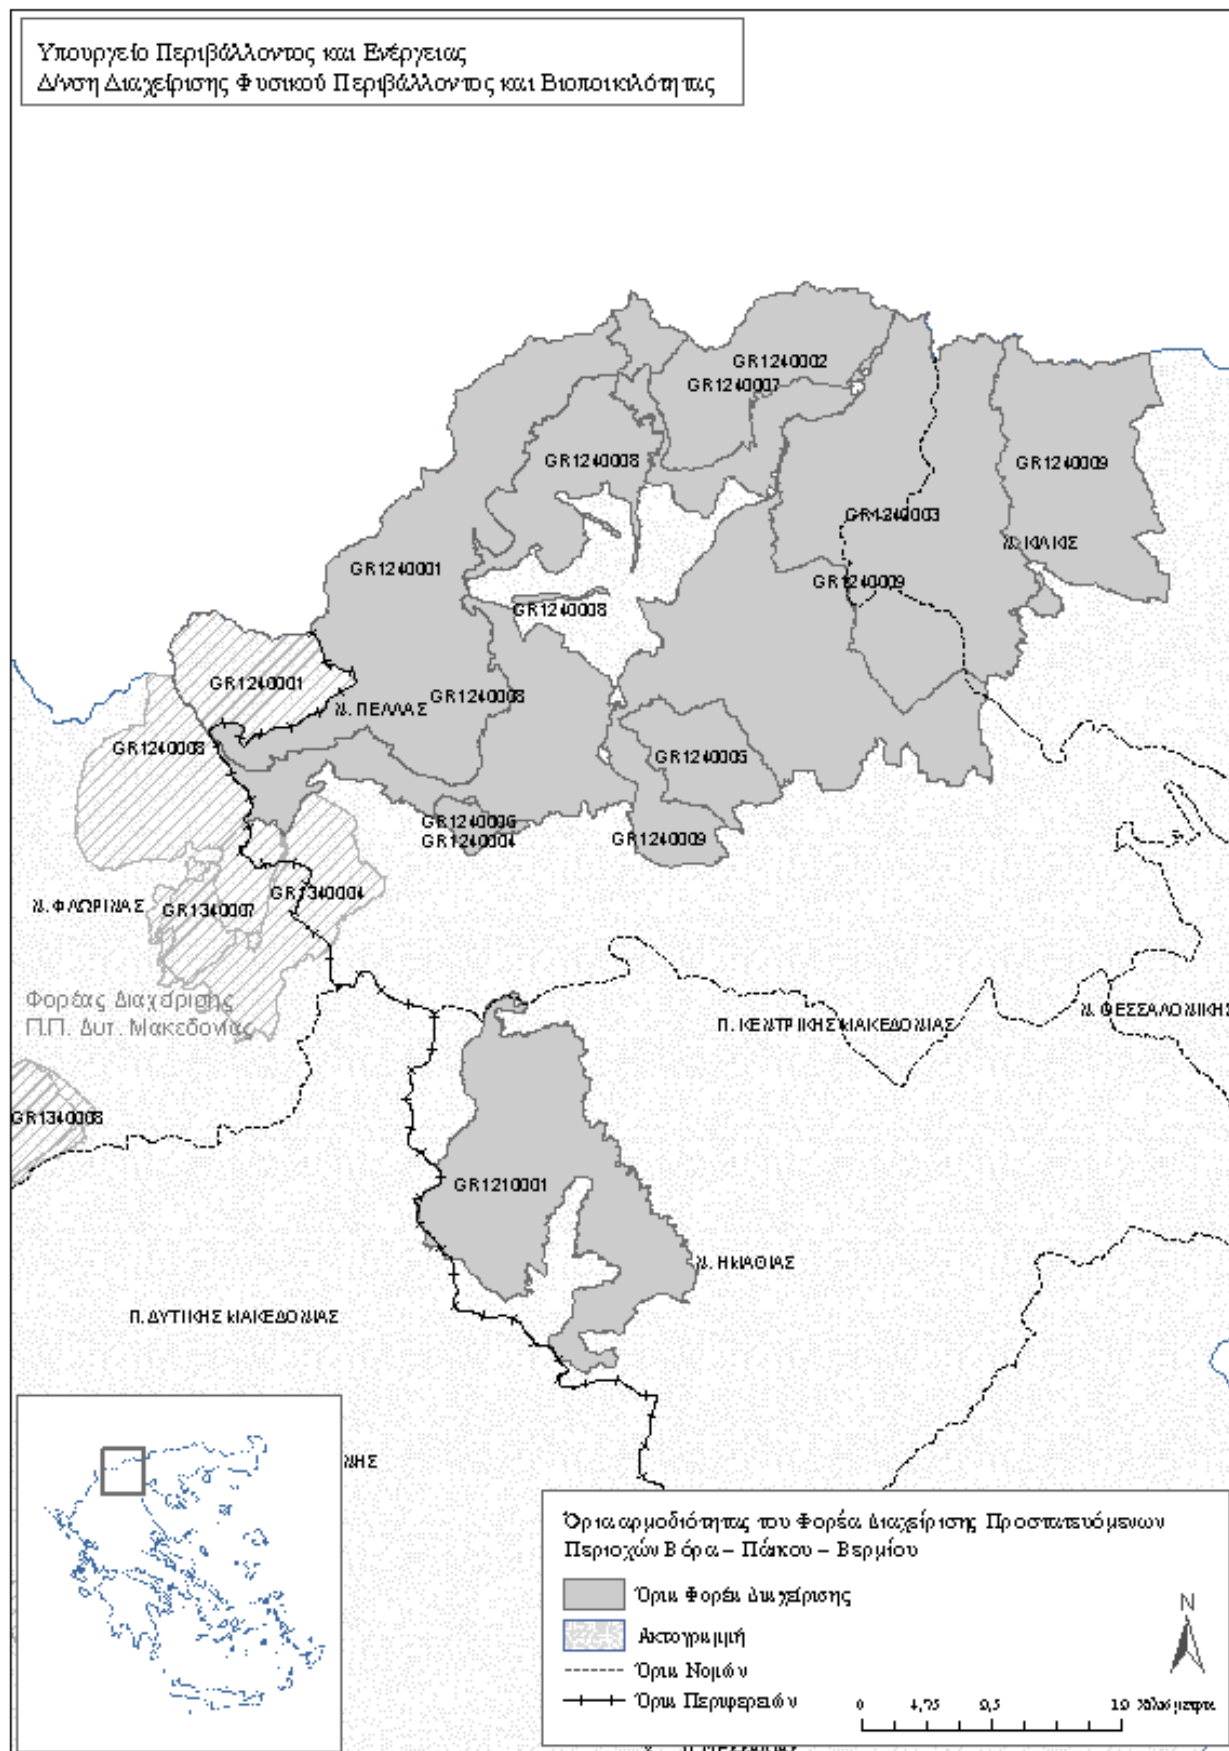 Υπουργείο Περιβάλλοντος και Ενέργειας
Δ/νση Διαχείρισης Φυσικού Περιβάλλοντος και Βιοποικιλότητας
GR1240002
GR1240007
GR1240008
GR1240009
GR1240003
Ν. ΚΙΛΚΙΣ
GR1240001
GR1240009
GR1240008
GR1240001
GR1240008
Ν. ΠΕΛΛΑΣ
GR1240008
GR1240005
GR1240006
GR1240004
GR1240009
GR1340004
Ν. ΦΛΩΡΙΝΑΣ
GR1340007
Φορέας Διαχείρισης
Π.Π. Δυτ. Μακεδονίας
Π. ΚΕΝΤΡΙΚΗΣ ΜΑΚΕΔΟΝΙΑΣ
Ν. ΘΕΣΣΑΛΟΝΙΚΗΣ
GR1340008
GR1210001
Ν. ΗΜΑΘΙΑΣ
Π. ΔΥΤΙΚΗΣ ΜΑΚΕΔΟΝΙΑΣ
ΝΗΣ
Όρια αρμοδιότητας του Φορέα Διαχείρισης Προστατευόμενων
Περιοχών Βόρα – Πάικου – Βερμίου
Όρια Φορέα Διαχείρισης
Ακτογραμμή
Όρια Νομών
Όρια Περιφερειών
N
0 4,75 9,5 19 Χιλιόμετρα